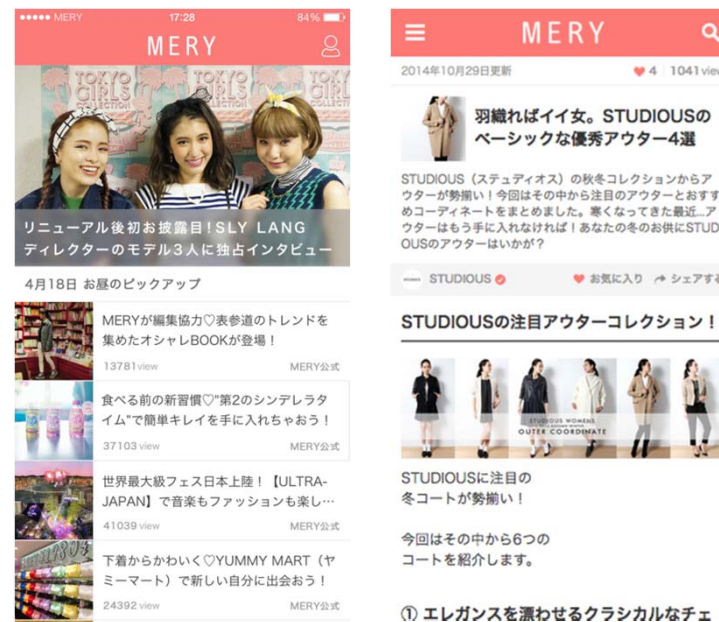 ●●●●● MERY 17:28 84%
MERY
TOKYO GIRLS COLLECTION
リニューアル後初お披露目!SLY LANG
ディレクターのモデル3人に独占インタビュー
4月18日 お昼のピックアップ
MERYが編集協力♡表参道のトレンドを
集めたオシャレBOOKが登場!
13781view MERY公式
食べる前の新習慣♡"第2のシンデレラタ
イム"で簡単キレイを手に入れちゃおう!
37103 view MERY公式
世界最大級フェス日本上陸!【ULTRA-
JAPAN】で音楽もファッションも楽し…
41039 view MERY公式
下着からかわいく♡YUMMY MART(ヤ
ミーマート)で新しい自分に出会おう!
24392 view MERY公式
MERY
2014年10月29日更新 ♥ 4 1041 view
羽織ればイイ女。STUDIOUSの
ベーシックな優秀アウター4選
STUDIOUS(ステュディオス)の秋冬コレクションからア
ウターが勢揃い!今回はその中から注目のアウターとおすす
めコーディネートをまとめました。寒くなってきた最近...ア
ウターはもう手に入れなければ!あなたの冬のお供にSTUD
OUSのアウターはいかが?
STUDIOUS ♥ お気に入り シェアする
STUDIOUSの注目アウターコレクション!
STUDIOUS WOMENS
OUTER COORDINATE
STUDIOUSに注目の
冬コートが勢揃い!
今回はその中から6つの
コートを紹介します。
① エレガンスを漂わせるクラシカルなチェ